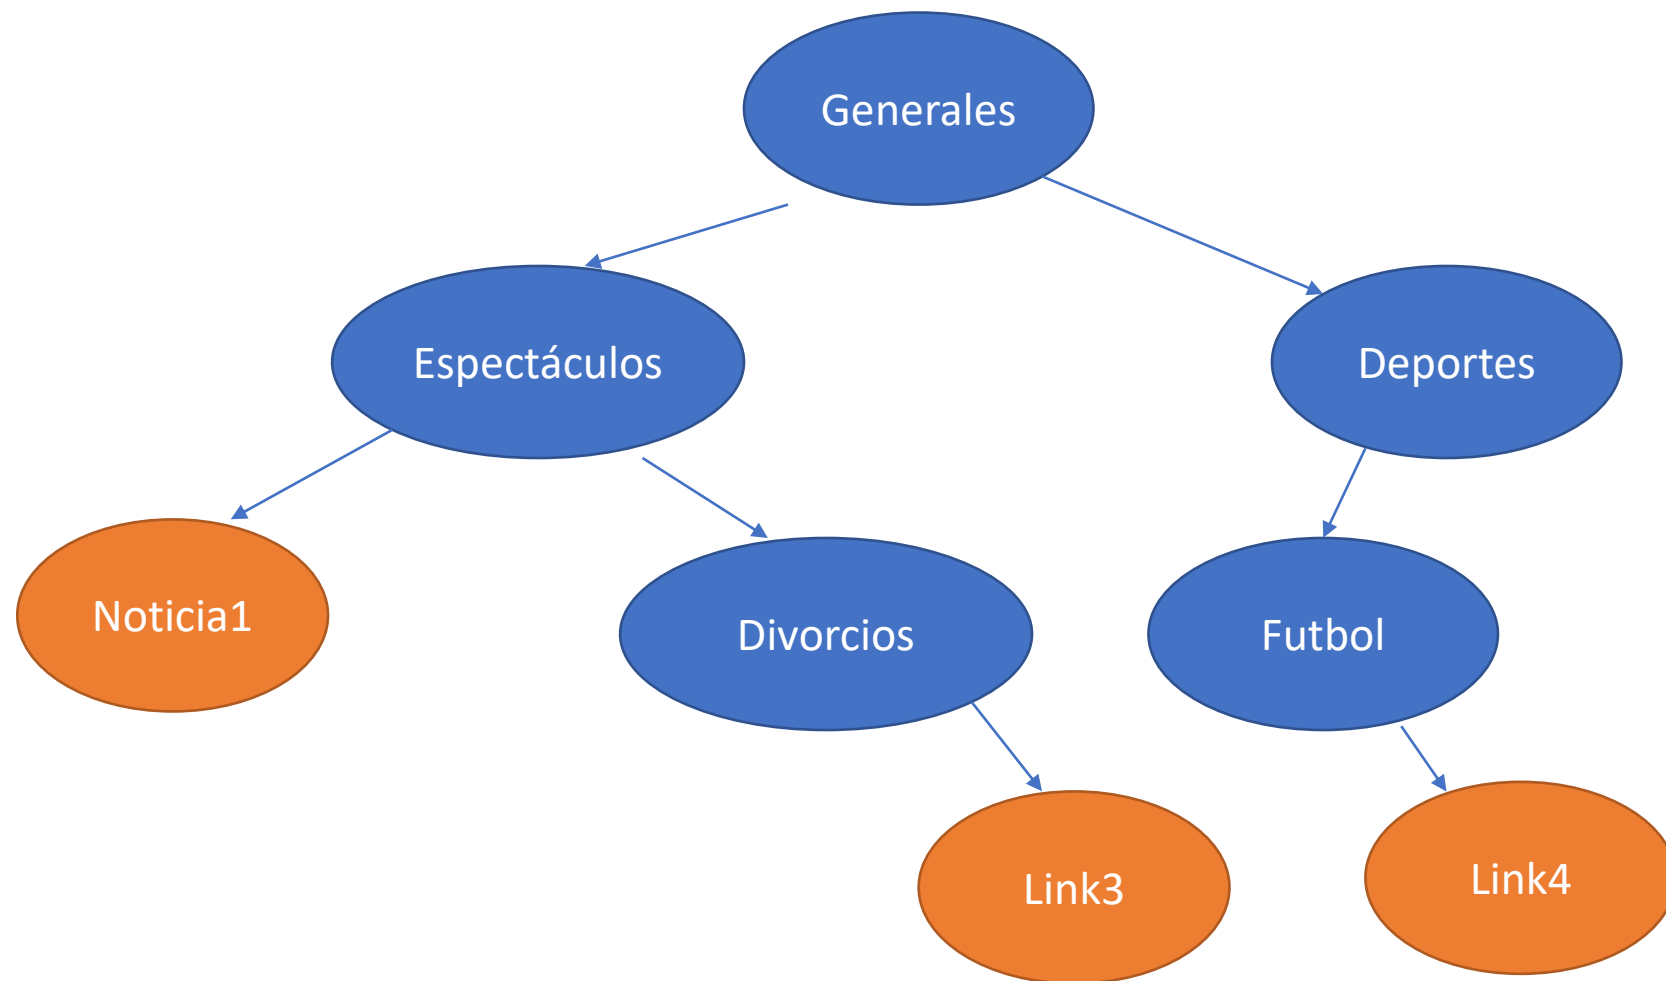 Generales
Espectáculos
Deportes
Noticia1
Divorcios
Futbol
Link3
Link4